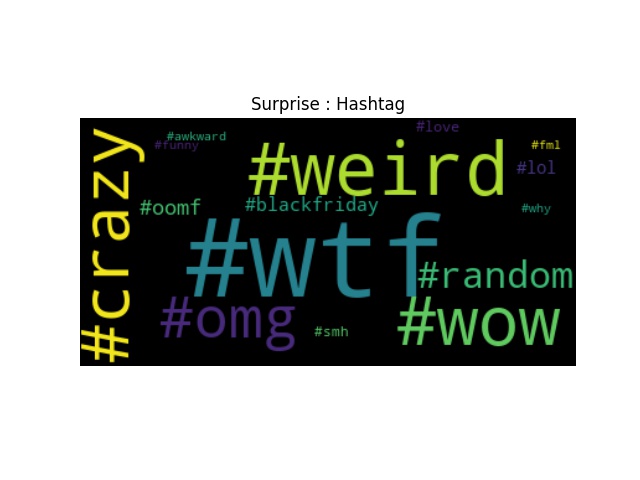 Surprise : Hashtag
#crazy
#awkward
#funny
#love
#weird
#fml
#lol
#oomf
#blackfriday
#why
#wtf
#random
#omg
#smh
#wow